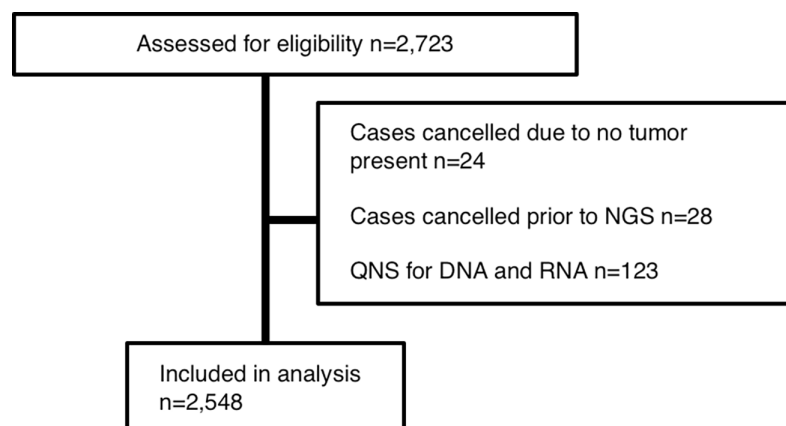 Assessed for eligibility n=2,723
Cases cancelled due to no tumor
present n=24
Cases cancelled prior to NGS n=28
QNS for DNA and RNA n=123
Included in analysis
n=2,548